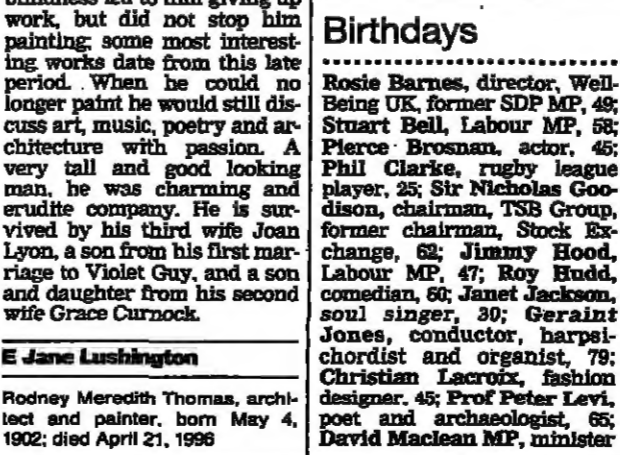 blindness led to him giving up
work, but did not stop him
painting; some most interest-
ing works date from this late
period. When he could no
longer paint he would still dis-
cuss art, music, poetry and ar-
chitecture with passion. A
very tall and good looking
man, he was charming and
erudite company. He is sur-
vived by his third wife Joan
Lyon, a son from his first mar-
riage to Violet Guy, and a son
and daughter from his second
wife Grace Curnock.
E Jane Lushington
Rodney Meredith Thomas, archi-
tect and painter, born May 4,
1902; died April 21, 1996
Birthdays
Rosie Barnes, director, Well-
Being UK, former SDP MP, 49;
Stuart Bell, Labour MP, 58;
Pierce Brosnan, actor, 45;
Phil Clarke, rugby league
player, 25; Sir Nicholas Goo-
dison, chairman, TSB Group,
former chairman, Stock Ex-
change, 62; Jimmy Hood,
Labour MP, 47; Roy Hudd,
comedian, 60; Janet Jackson,
soul singer, 30; Geraint
Jones, conductor, harpsi-
chordist and organist, 79;
Christian Lacroix, fashion
designer, 45; Prof Peter Levi,
poet and archaeologist, 65;
David Maclean MP, minister